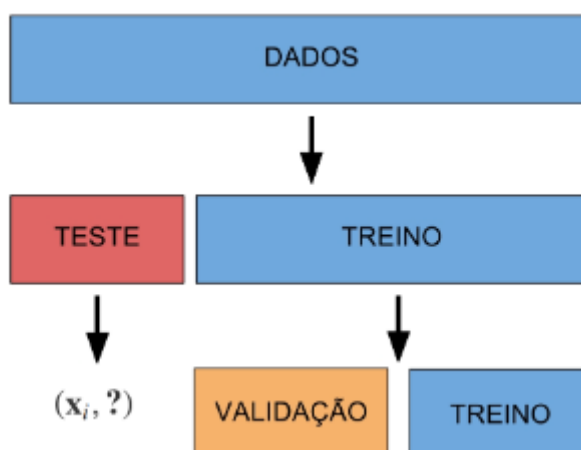 DADOS
TESTE
TREINO
(xᵢ, ?)
VALIDAÇÃO
TREINO